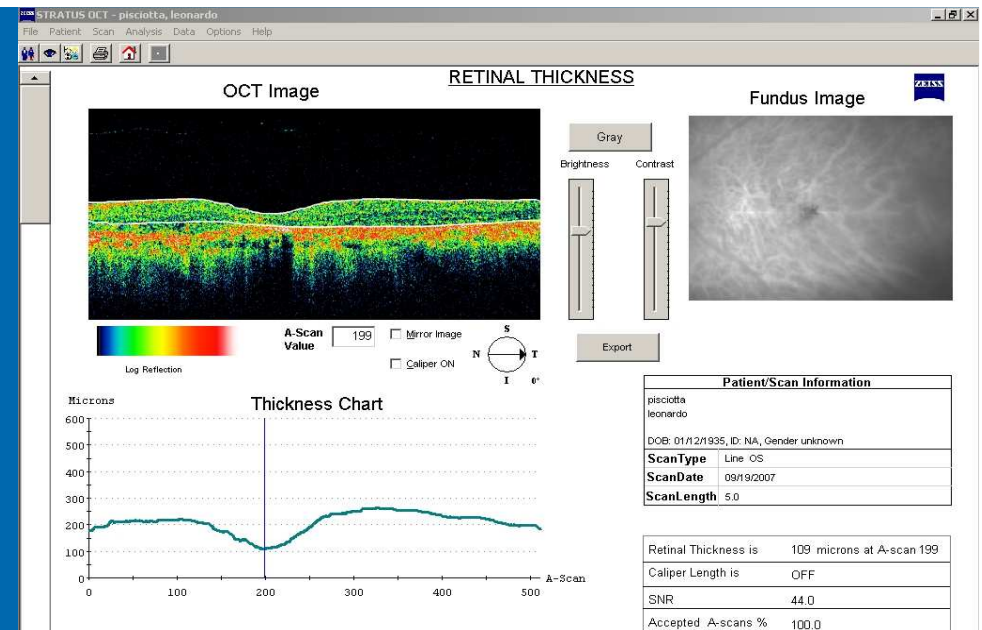 STRATUS OCT - pisciotta, leonardo
File Patient Scan Analysis Data Options Help
RETINAL THICKNESS
ZEISS
OCT Image
Fundus Image
Gray
Brightness Contrast
A-Scan Value 199
Mirror Image
Caliper ON
S
N T
I 0°
Export
Log Reflection
Patient/Scan Information
pisciotta
leonardo
DOB: 01/12/1935, ID: NA, Gender unknown
ScanType Line OS
ScanDate 09/19/2007
ScanLength 5.0
Microns
Thickness Chart
600
500
400
300
200
100
0
0 100 200 300 400 500
A-Scan
Retinal Thickness is 109 microns at A-scan 199
Caliper Length is OFF
SNR 44.0
Accepted A-scans % 100.0